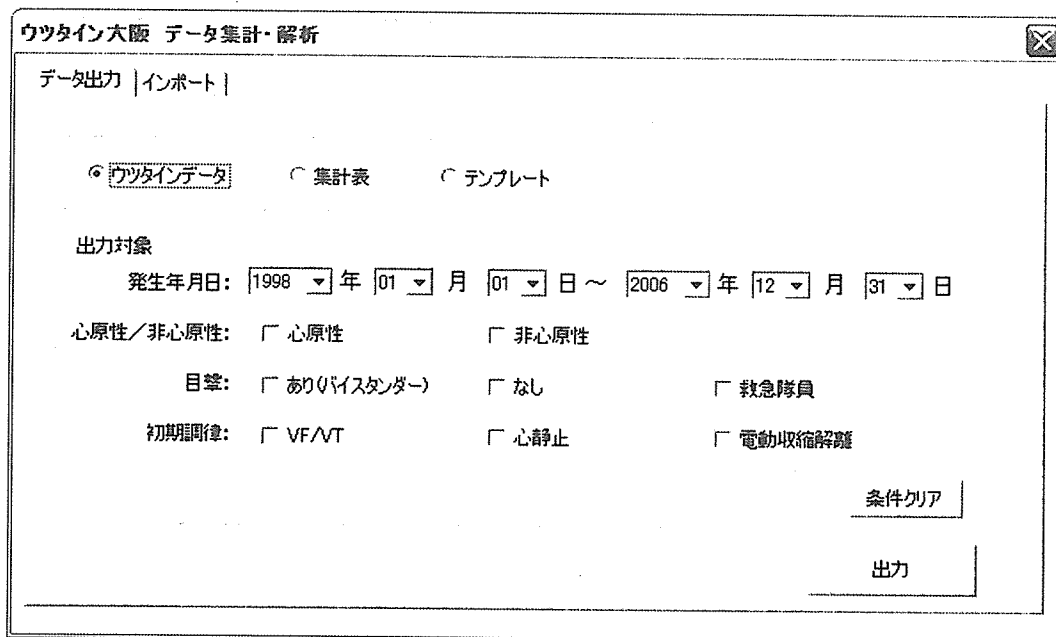 ウツタイン大阪 データ集計・解析
データ出力 インポート
ウツタインデータ 集計表 テンプレート
出力対象
発生年月日: 1998 年 01 月 01 日 ~ 2006 年 12 月 31 日
心原性/非心原性: 心原性 非心原性
目撃: あり(バイスタンダー) なし 救急隊員
初期調律: VF/VT 心静止 電動収縮解離
条件クリア
出力